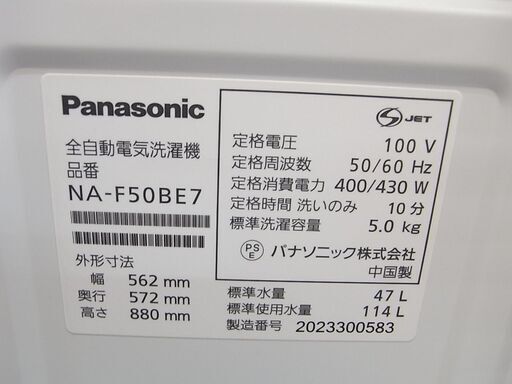 Panasonic
全自動電気洗濯機
品番
NA-F50BE7
外形寸法
幅 562 mm
奥行 572 mm
高さ 880 mm
S JET
定格電圧 100 V
定格周波数 50/60 Hz
定格消費電力 400/430 W
定格時間 洗いのみ 10 分
標準洗濯容量 5.0 kg
PS
E
パナソニック株式会社
中国製
標準水量 47 L
標準使用水量 114 L
製造番号 2023300583